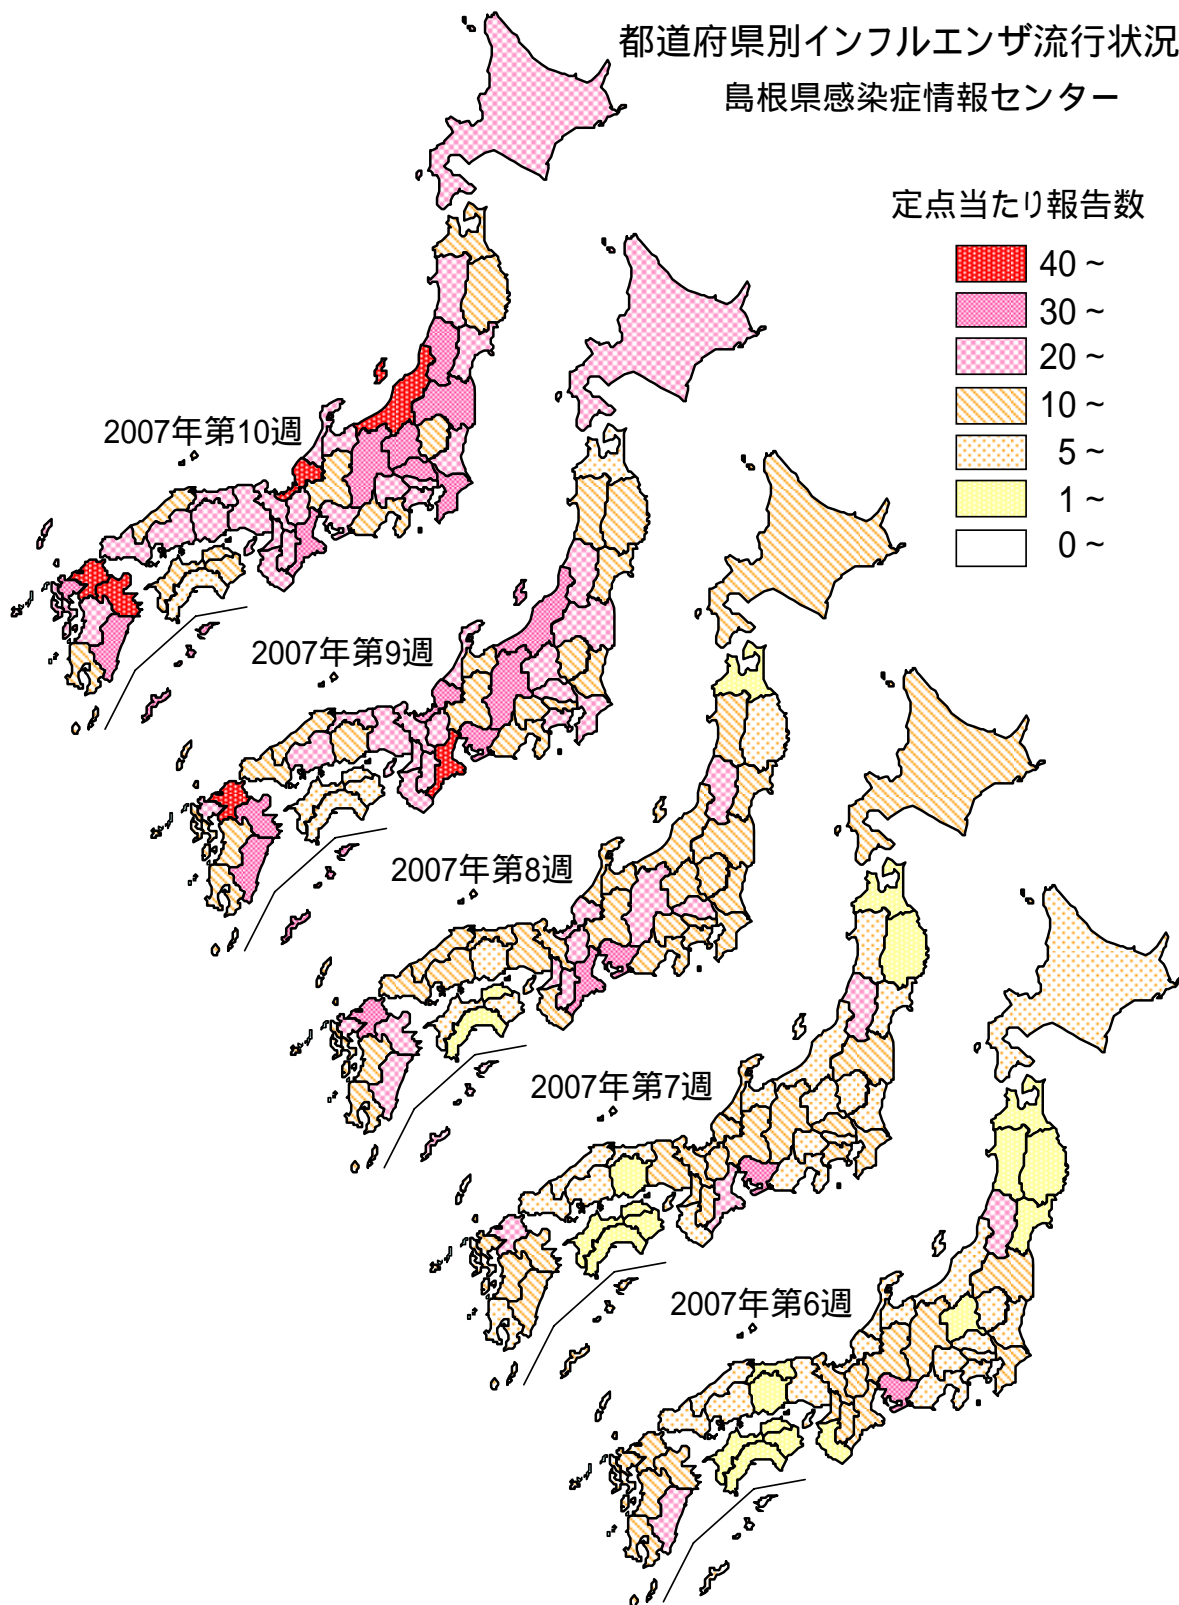 都道府県別インフルエンザ流行状況
島根県感染症情報センター
定点当たり報告数
40 ~
30 ~
20 ~
10 ~
5 ~
1 ~
0 ~
2007年第10週
2007年第9週
2007年第8週
2007年第7週
2007年第6週